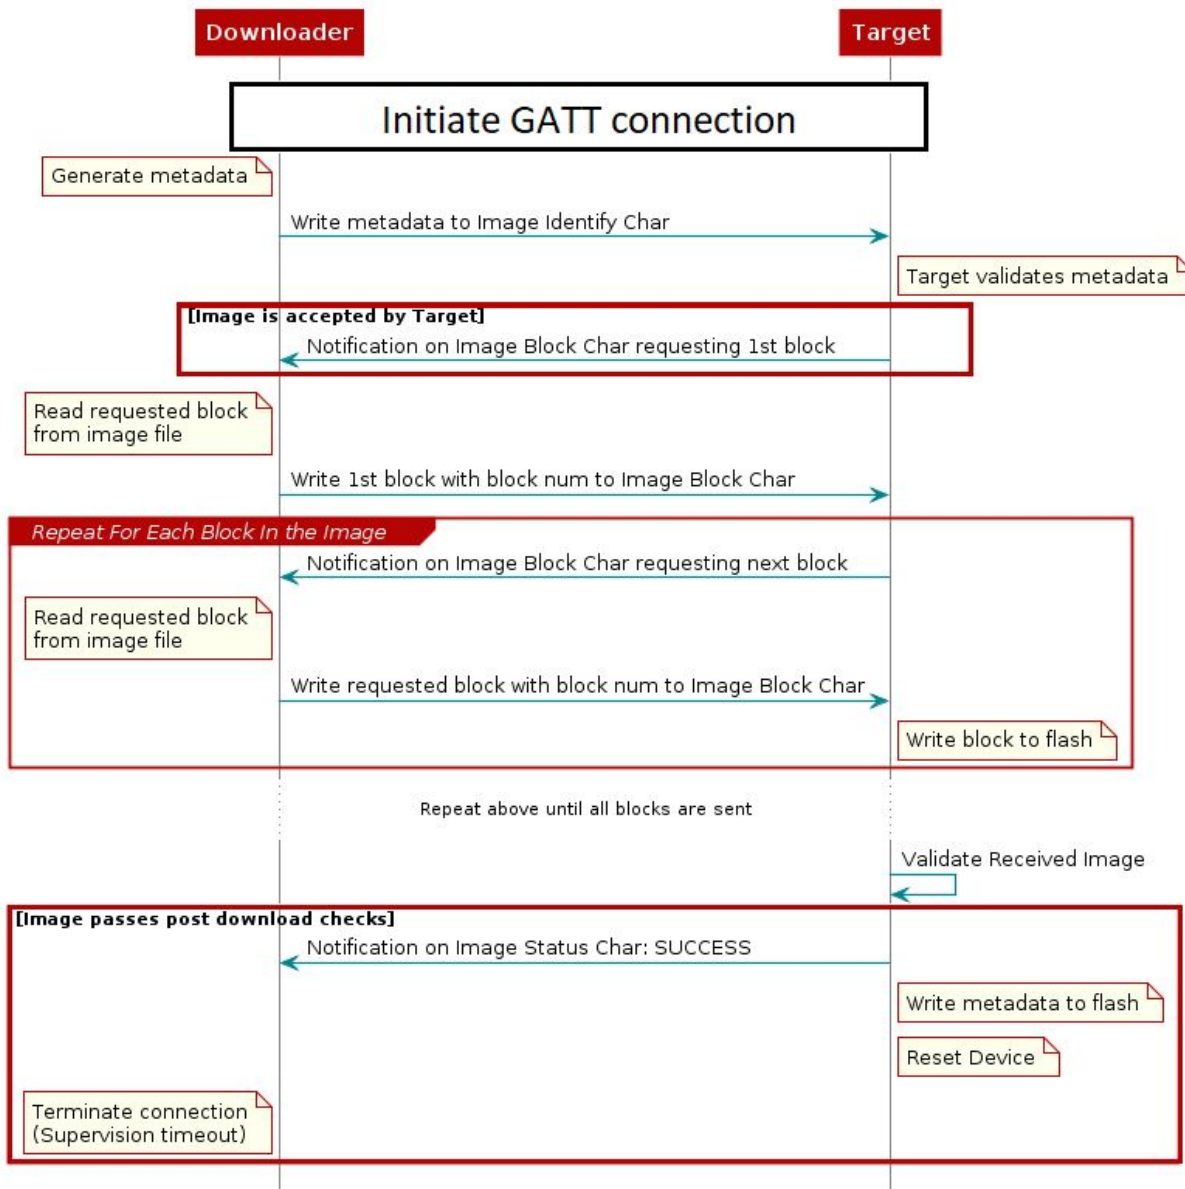 Downloader
Target
Initiate GATT connection
Generate metadata
Write metadata to Image Identify Char
Target validates metadata
[Image is accepted by Target]
Notification on Image Block Char requesting 1st block
Read requested block
from image file
Write 1st block with block num to Image Block Char
Repeat For Each Block In the Image
Notification on Image Block Char requesting next block
Read requested block
from image file
Write requested block with block num to Image Block Char
Write block to flash
Repeat above until all blocks are sent
Validate Received Image
[Image passes post download checks]
Notification on Image Status Char: SUCCESS
Write metadata to flash
Reset Device
Terminate connection
(Supervision timeout)